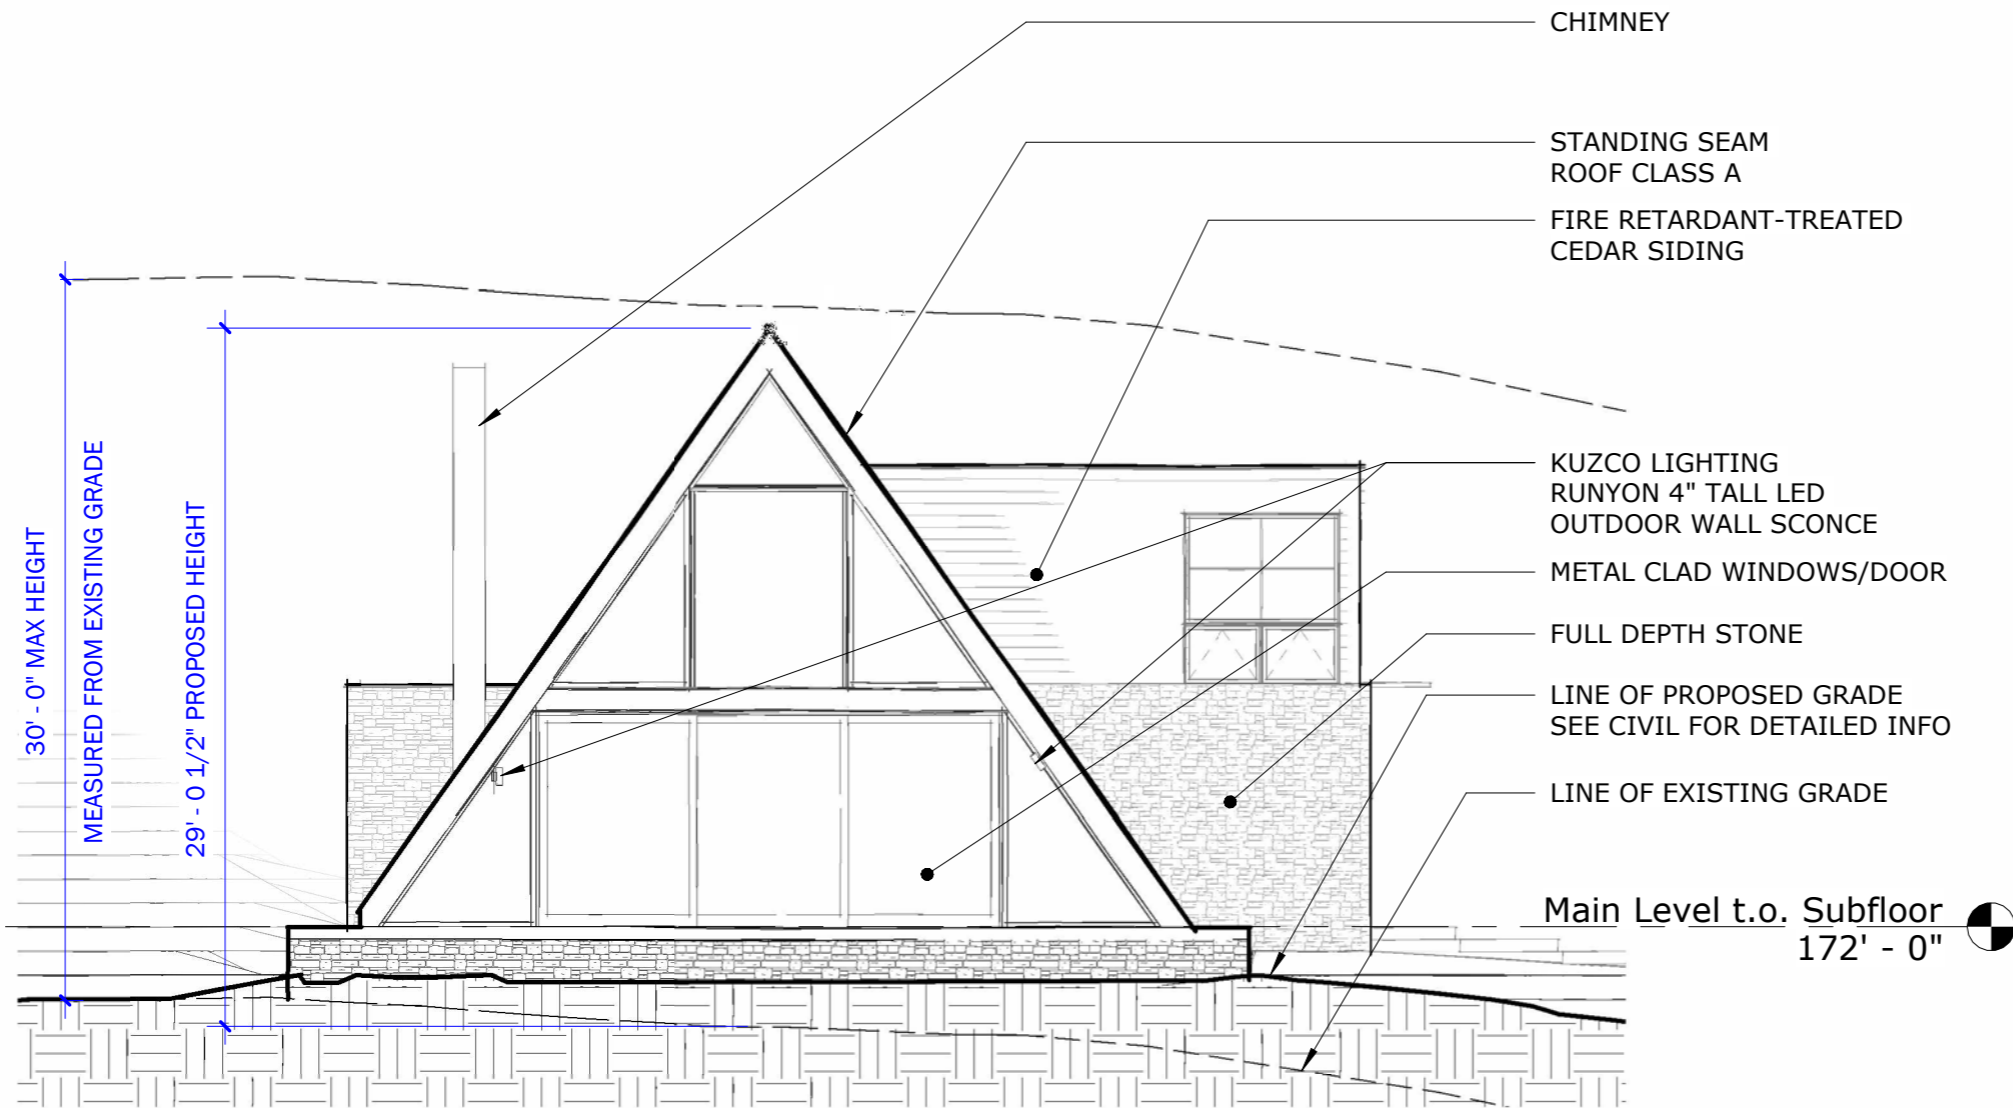 CHIMNEY
STANDING SEAM
ROOF CLASS A
FIRE RETARDANT-TREATED
CEDAR SIDING
KUZCO LIGHTING
RUNYON 4" TALL LED
OUTDOOR WALL SCONCE
METAL CLAD WINDOWS/DOOR
FULL DEPTH STONE
LINE OF PROPOSED GRADE
SEE CIVIL FOR DETAILED INFO
LINE OF EXISTING GRADE
Main Level t.o. Subfloor
172' - 0"
30' - 0" MAX HEIGHT
MEASURED FROM EXISTING GRADE
29' - 0 1/2" PROPOSED HEIGHT